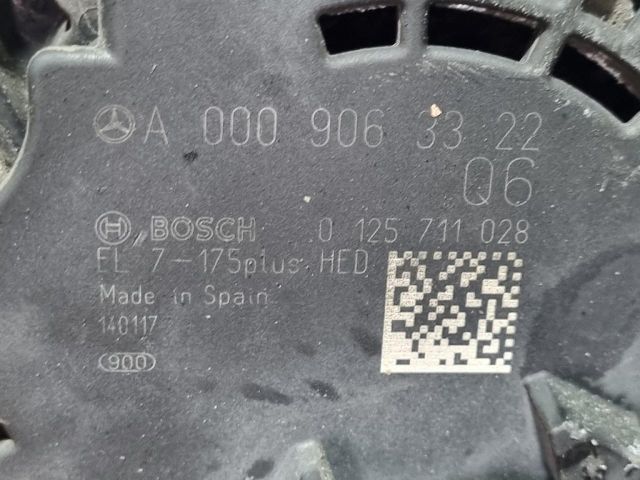 A 000 906 33 22
Q6
BOSCH 0 125 711 028
EL 7-175plus HED
Made in Spain
140117
900